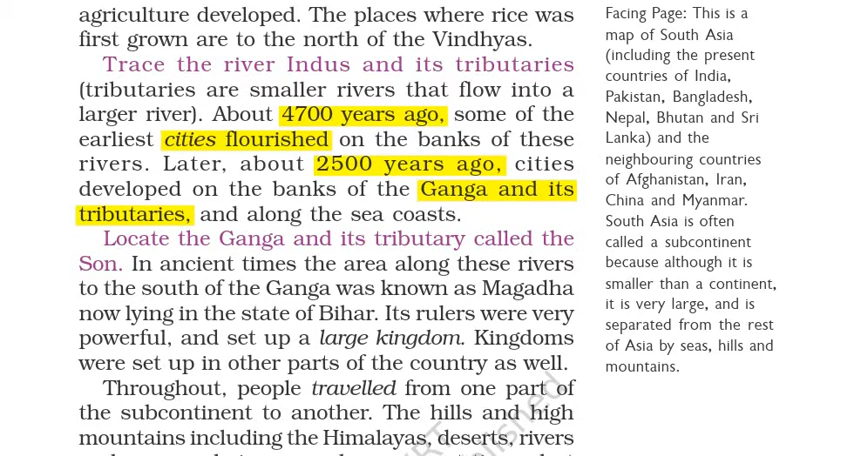 agriculture developed. The places where rice was
first grown are to the north of the Vindhyas.
Trace the river Indus and its tributaries
(tributaries are smaller rivers that flow into a
larger river). About 4700 years ago, some of the
earliest cities flourished on the banks of these
rivers. Later, about 2500 years ago, cities
developed on the banks of the Ganga and its
tributaries, and along the sea coasts.
Locate the Ganga and its tributary called the
Son. In ancient times the area along these rivers
to the south of the Ganga was known as Magadha
now lying in the state of Bihar. Its rulers were very
powerful, and set up a large kingdom. Kingdoms
were set up in other parts of the country as well.
Throughout, people travelled from one part of
the subcontinent to another. The hills and high
mountains including the Himalayas, deserts, rivers
Facing Page: This is a
map of South Asia
(including the present
countries of India,
Pakistan, Bangladesh,
Nepal, Bhutan and Sri
Lanka) and the
neighbouring countries
of Afghanistan, Iran,
China and Myanmar.
South Asia is often
called a subcontinent
because although it is
smaller than a continent,
it is very large, and is
separated from the rest
of Asia by seas, hills and
mountains.